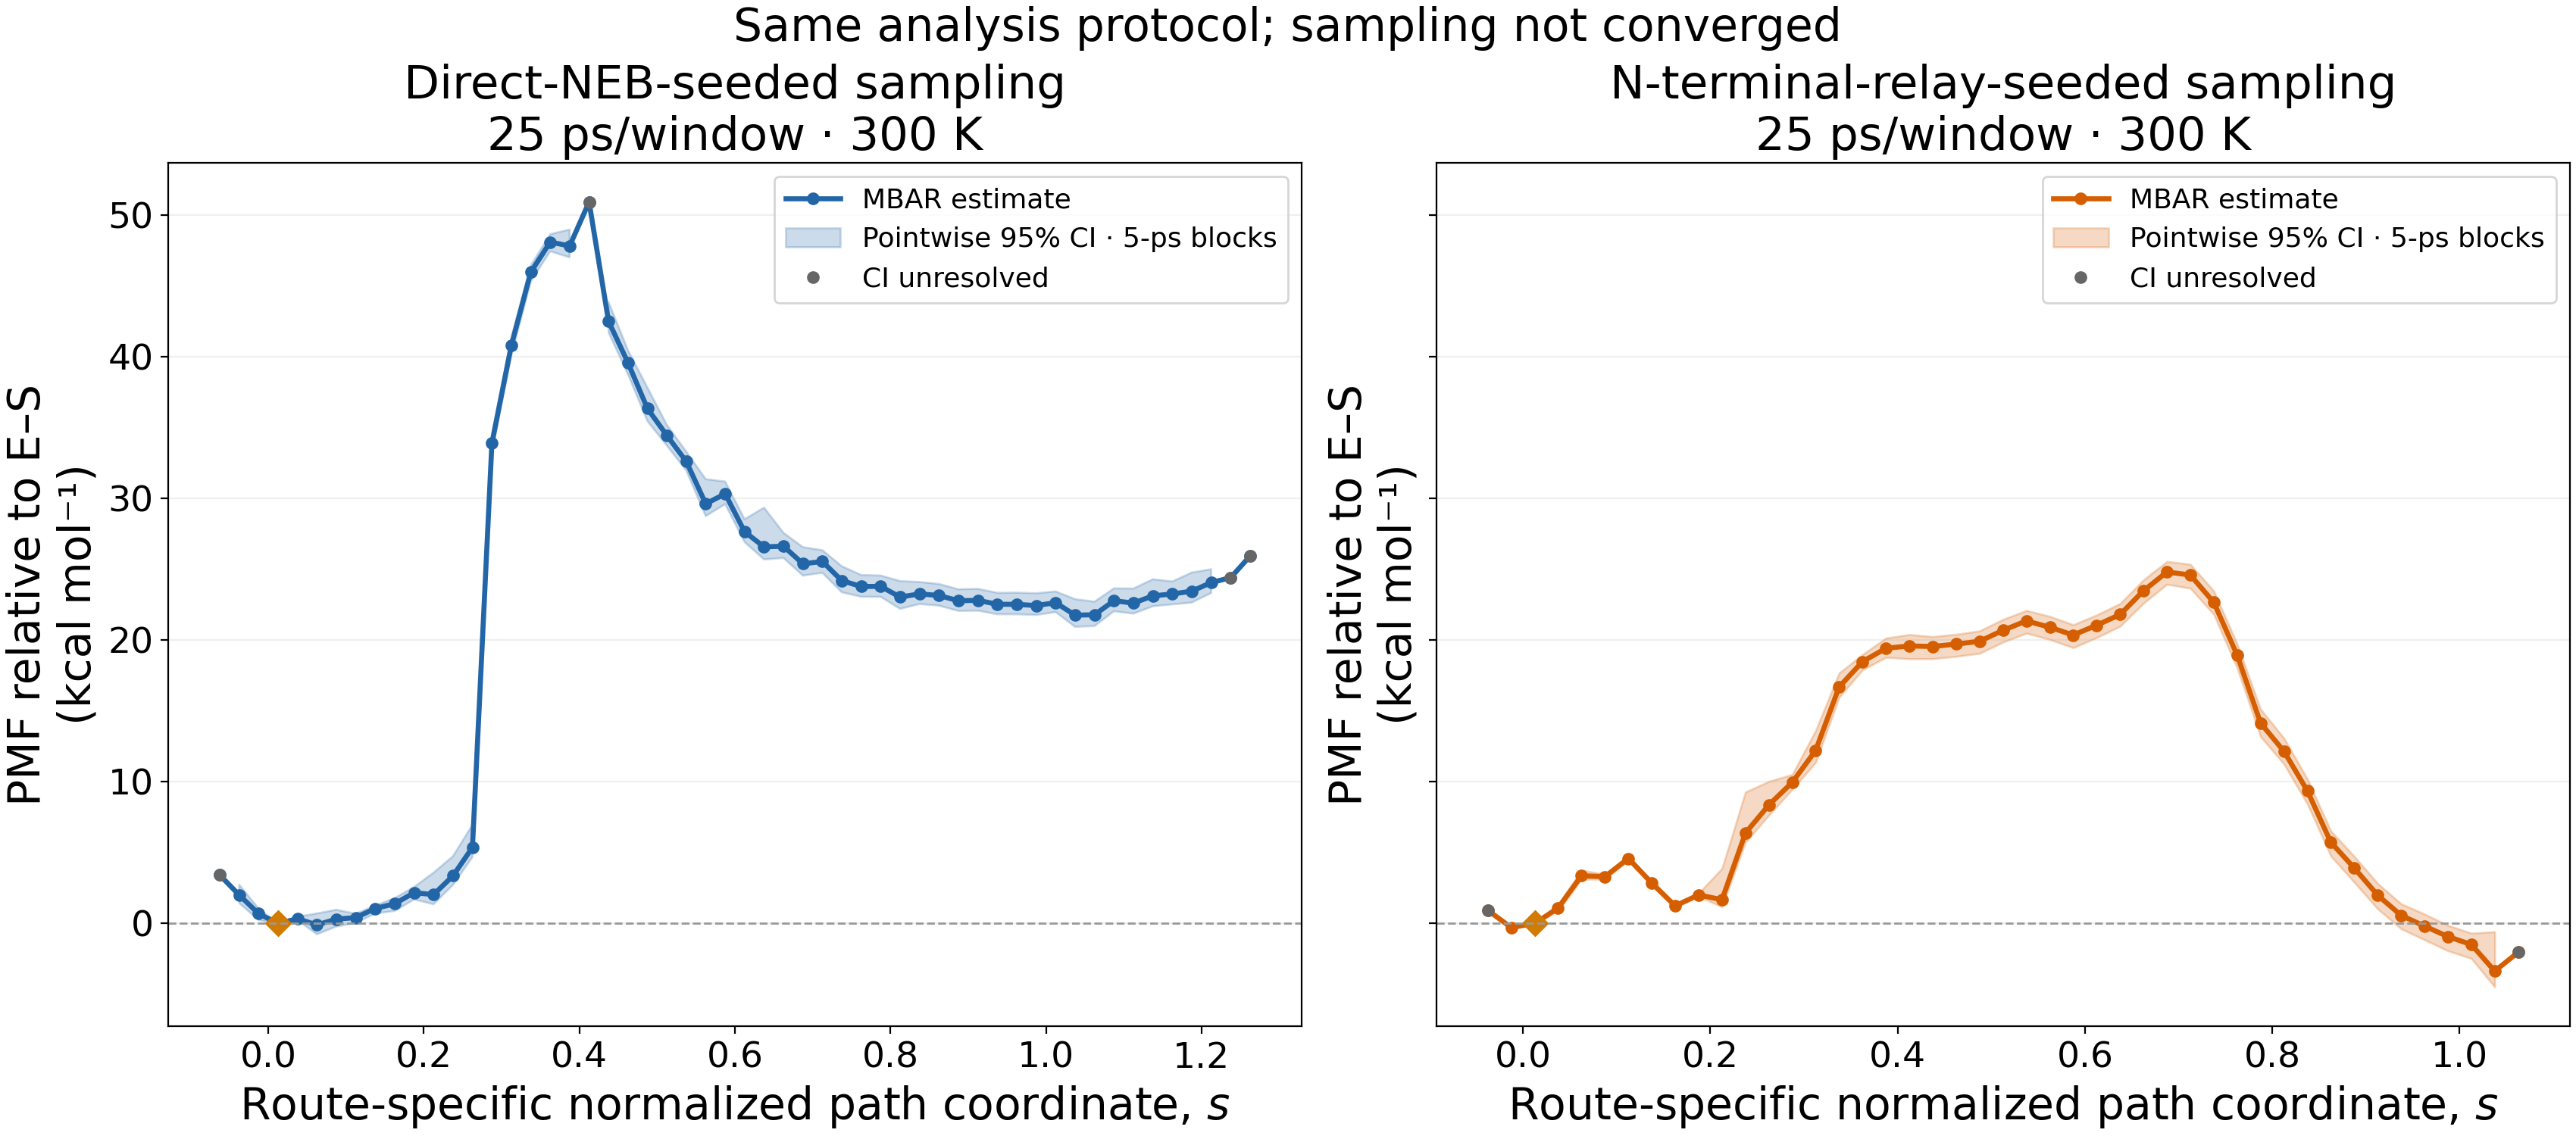 Same analysis protocol; sampling not converged
Direct-NEB-seeded sampling
25 ps/window · 300 K
MBAR estimate
Pointwise 95% CI · 5-ps blocks
CI unresolved
PMF relative to E–S
(kcal mol⁻¹)
50
40
30
20
10
0
0.0 0.2 0.4 0.6 0.8 1.0 1.2
Route-specific normalized path coordinate, s
N-terminal-relay-seeded sampling
25 ps/window · 300 K
MBAR estimate
Pointwise 95% CI · 5-ps blocks
CI unresolved
PMF relative to E–S
(kcal mol⁻¹)
0.0 0.2 0.4 0.6 0.8 1.0
Route-specific normalized path coordinate, s